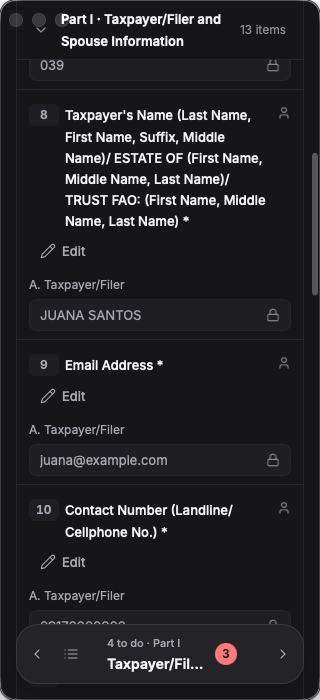 Part I · Taxpayer/Filer and
Spouse Information
13 items
039
8
Taxpayer's Name (Last Name,
First Name, Suffix, Middle
Name)/ ESTATE OF (First Name,
Middle Name, Last Name)/
TRUST FAO: (First Name, Middle
Name, Last Name) *
Edit
A. Taxpayer/Filer
JUANA SANTOS
9
Email Address *
Edit
A. Taxpayer/Filer
juana@example.com
10
Contact Number (Landline/
Cellphone No.) *
Edit
A. Taxpayer/Filer
4 to do · Part I
Taxpayer/Fil...
3